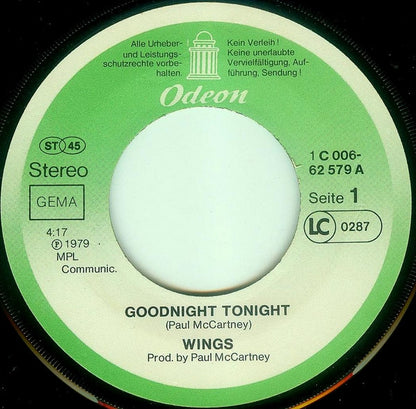 Alle Urheber-
und Leistungs-
schutzrechte vorbe-
halten.
Kein Verleih !
Keine unerlaubte
Vervielfältigung, Auf-
führung, Sendung !
Odeon
ST 45
Stereo
GEMA
4:17
℗ 1979 ·
MPL
Communic.
1 C 006-
62 579 A
Seite 1
LC 0287
GOODNIGHT TONIGHT
(Paul McCartney)
WINGS
Prod. by Paul McCartney